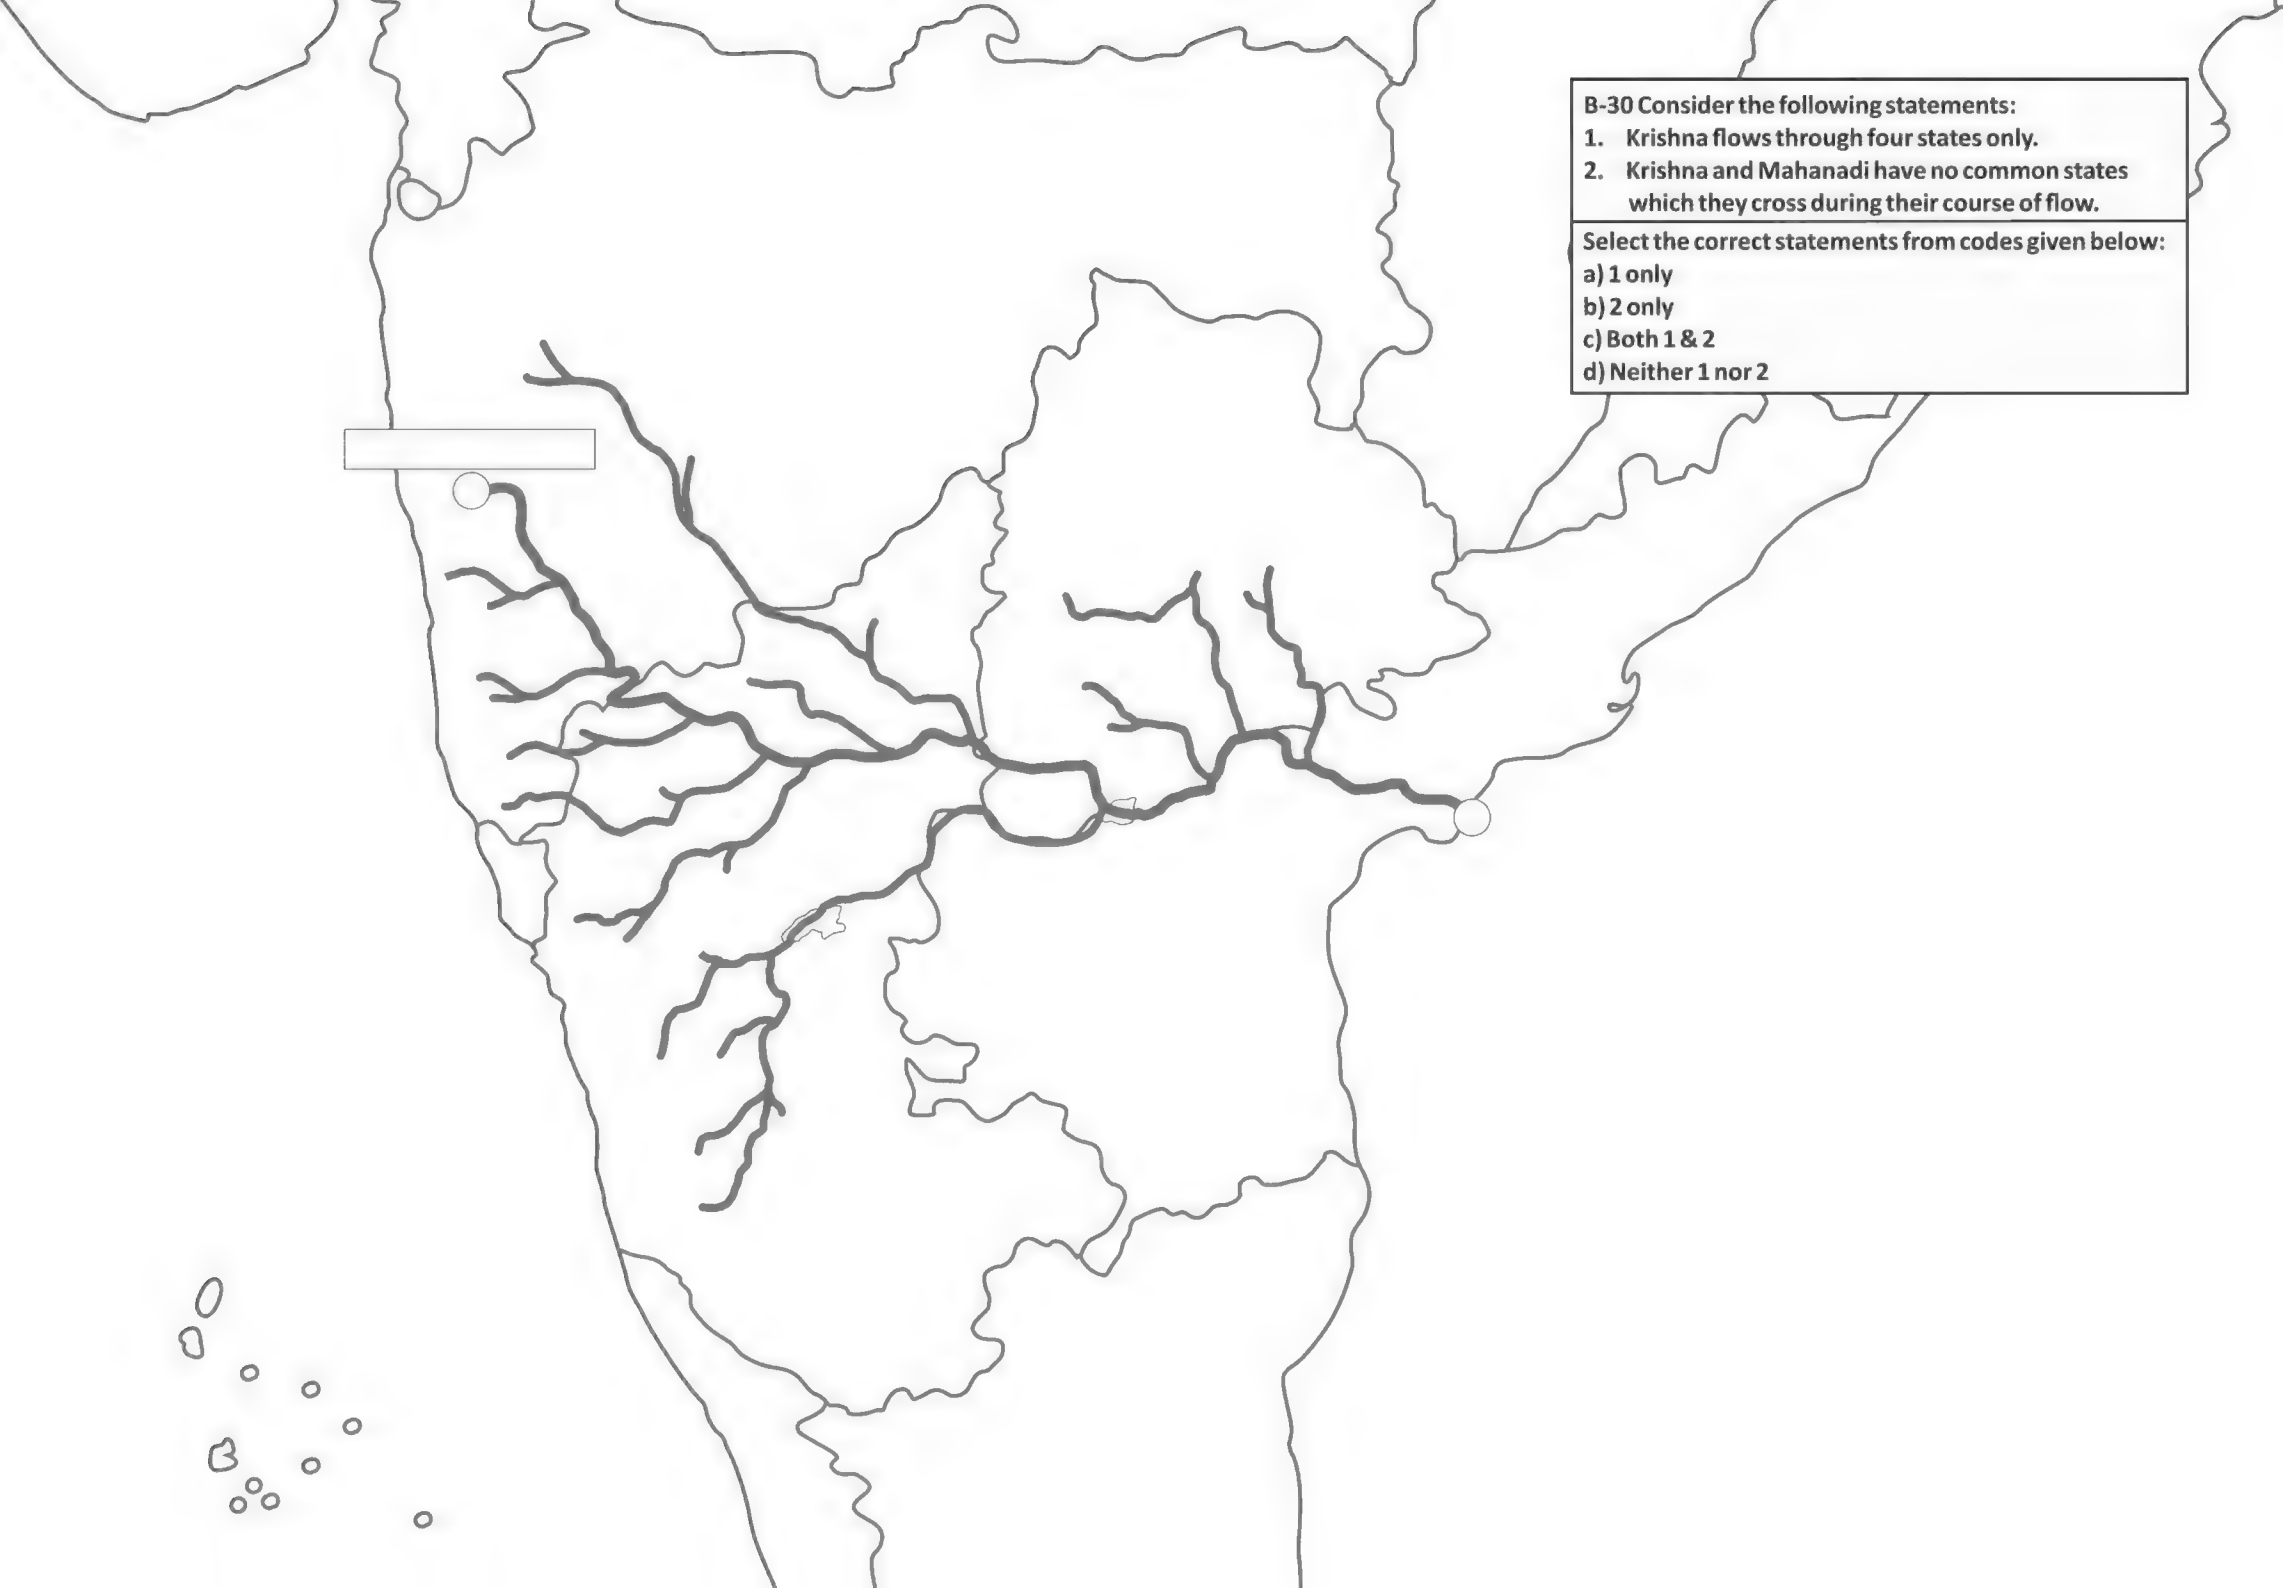 B-30 Consider the following statements:
1. Krishna flows through four states only.
2. Krishna and Mahanadi have no common states
which they cross during their course of flow.
Select the correct statements from codes given below:
a) 1 only
b) 2 only
c) Both 1 & 2
d) Neither 1 nor 2